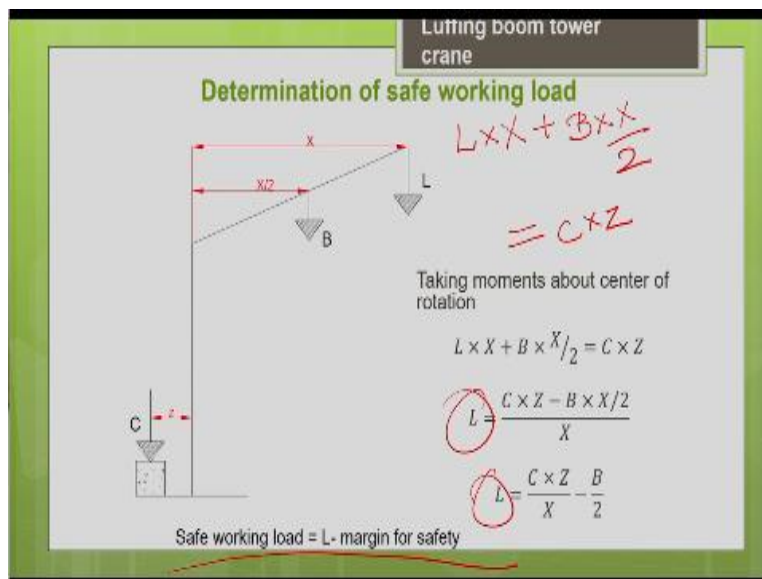 Luffing boom tower
crane
Determination of safe working load
X
X/2
L
B
Z
C
L×X + B×X/2
= C×Z
Taking moments about center of
rotation
L × X + B × X/2 = C × Z
L = (C × Z − B × X/2)/X
L = (C × Z)/X − B/2
Safe working load = L- margin for safety